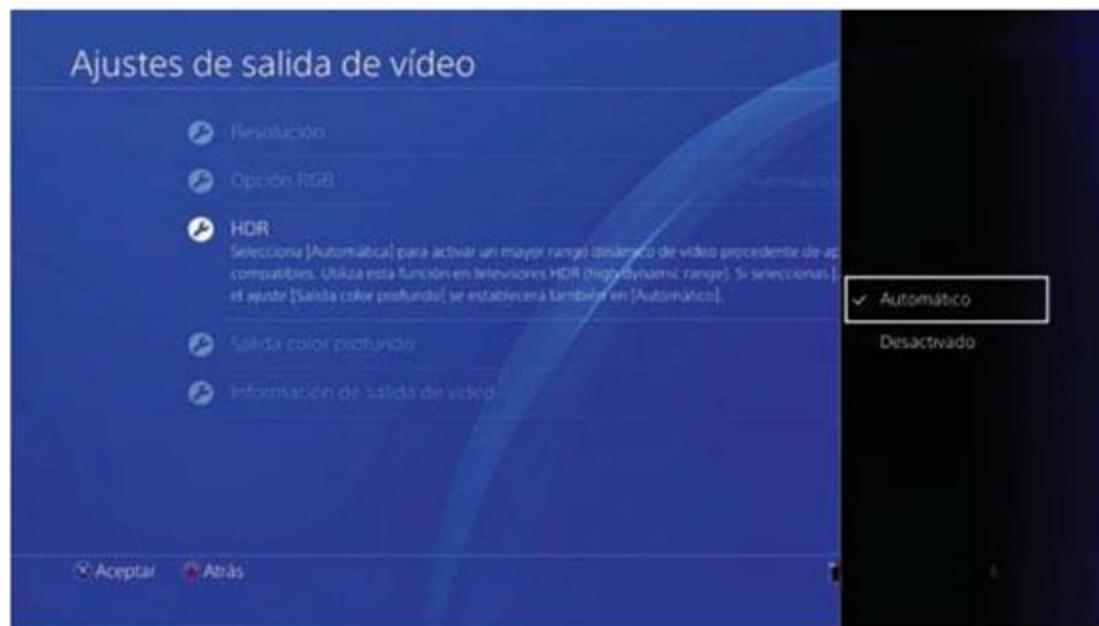 Ajustes de salida de vídeo
Resolución
Opción RGB
Automático
HDR
Selecciona [Automática] para activar un mayor rango dinámico de vídeo procedente de ap
compatibles. Utiliza esta función en televisores HDR (high dynamic range). Si seleccionas [
el ajuste [Salida color profundo] se establecerá también en [Automático].
Salida color profundo
Información de salida de vídeo
Automático
Desactivado
Aceptar
Atrás